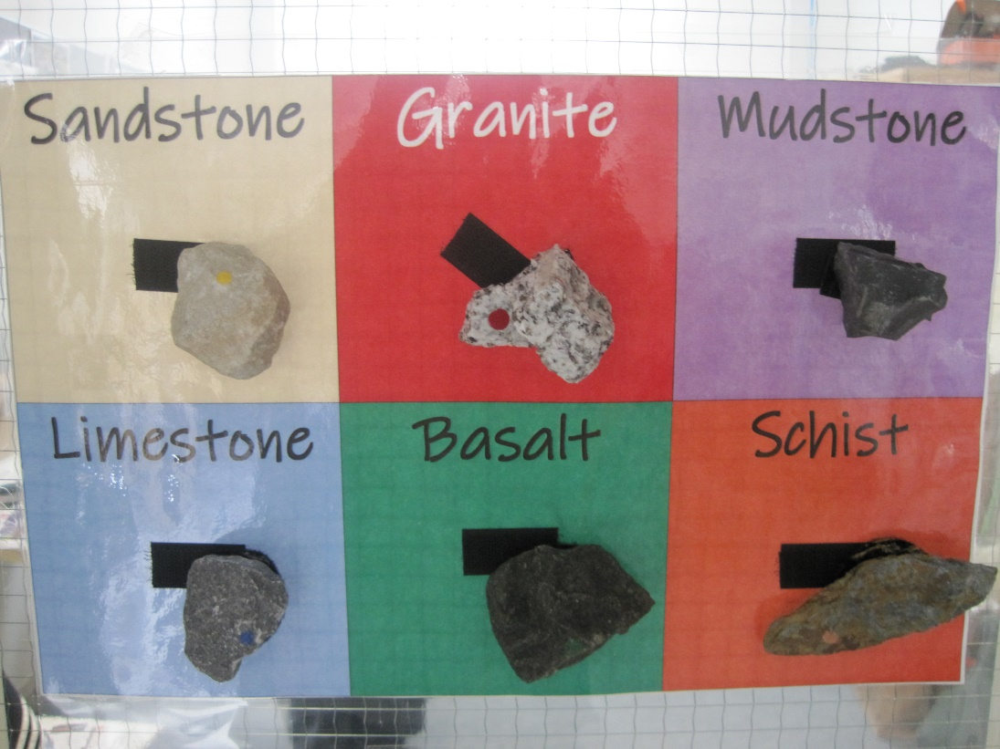 Sandstone
Granite
Mudstone
Limestone
Basalt
Schist